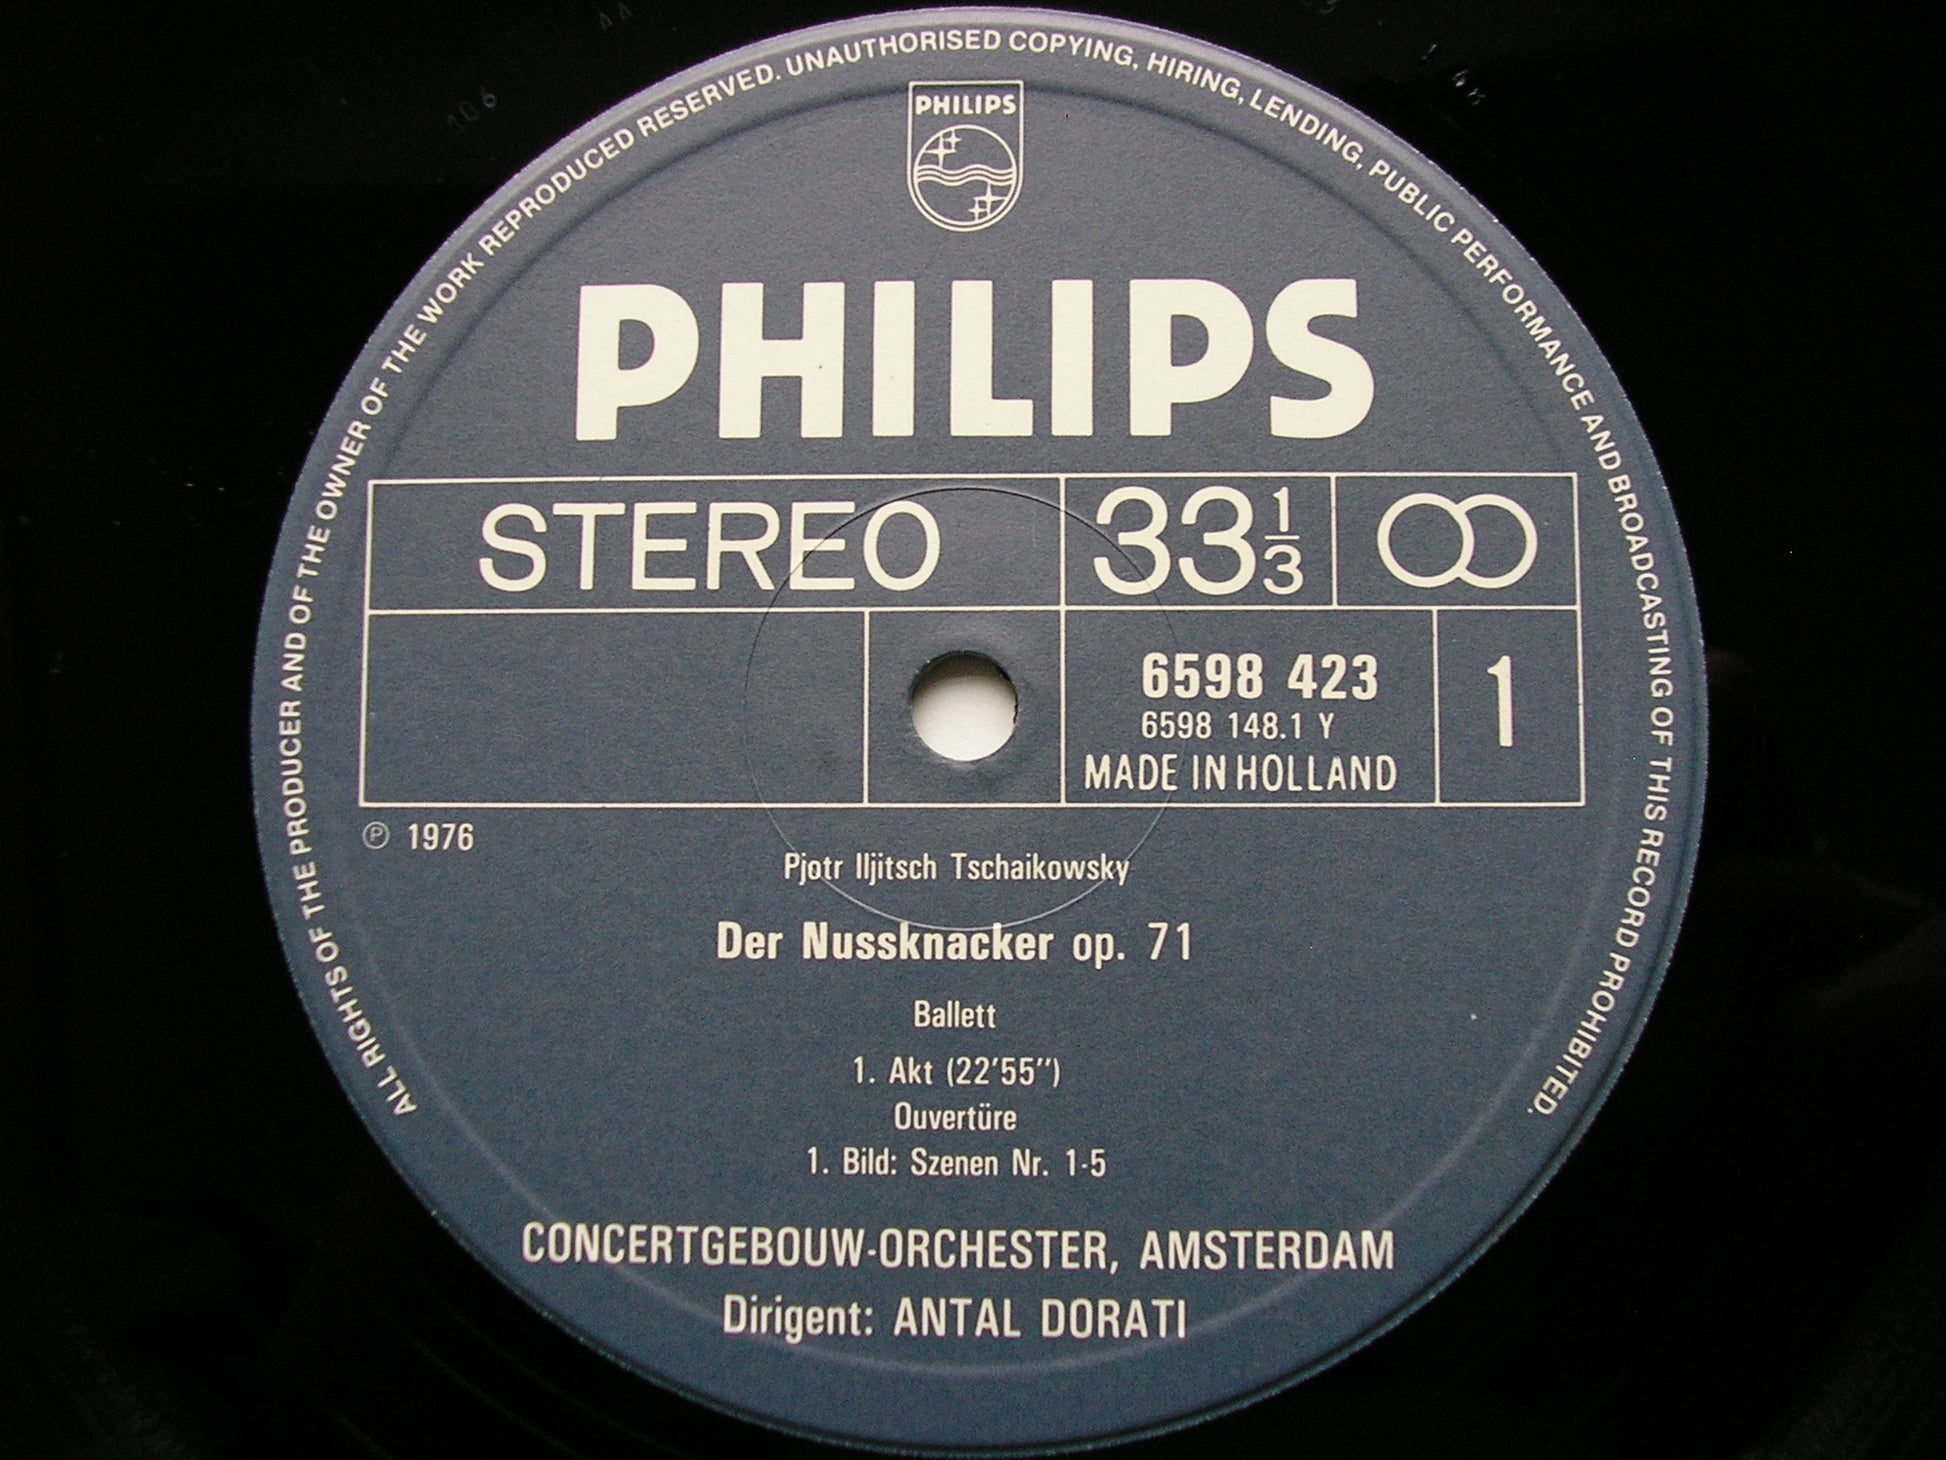 ALL RIGHTS OF THE PRODUCER AND OF THE OWNER OF THE WORK REPRODUCED RESERVED. UNAUTHORISED COPYING, HIRING, LENDING, PUBLIC PERFORMANCE AND BROADCASTING OF THIS RECORD PROHIBITED.
PHILIPS
PHILIPS
STEREO 33 1/3
6598 423 1
6598 148.1 Y
MADE IN HOLLAND
℗ 1976
Pjotr Iljitsch Tschaikowsky
Der Nussknacker op. 71
Ballett
1. Akt (22'55'')
Ouvertüre
1. Bild: Szenen Nr. 1-5
CONCERTGEBOUW-ORCHESTER, AMSTERDAM
Dirigent: ANTAL DORATI